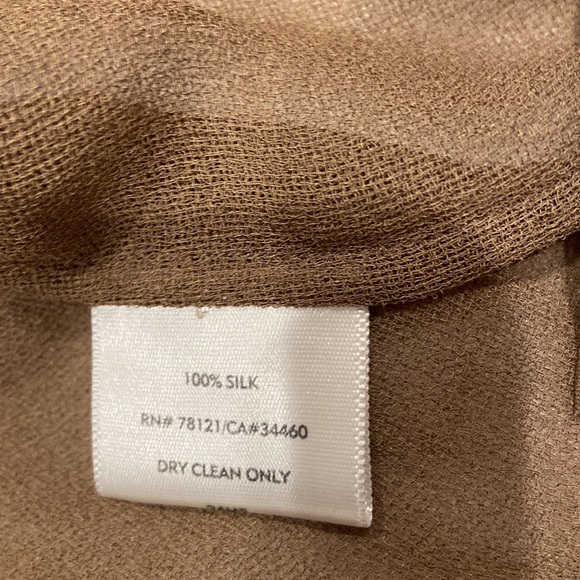 100% SILK
RN# 78121/CA#34460
DRY CLEAN ONLY